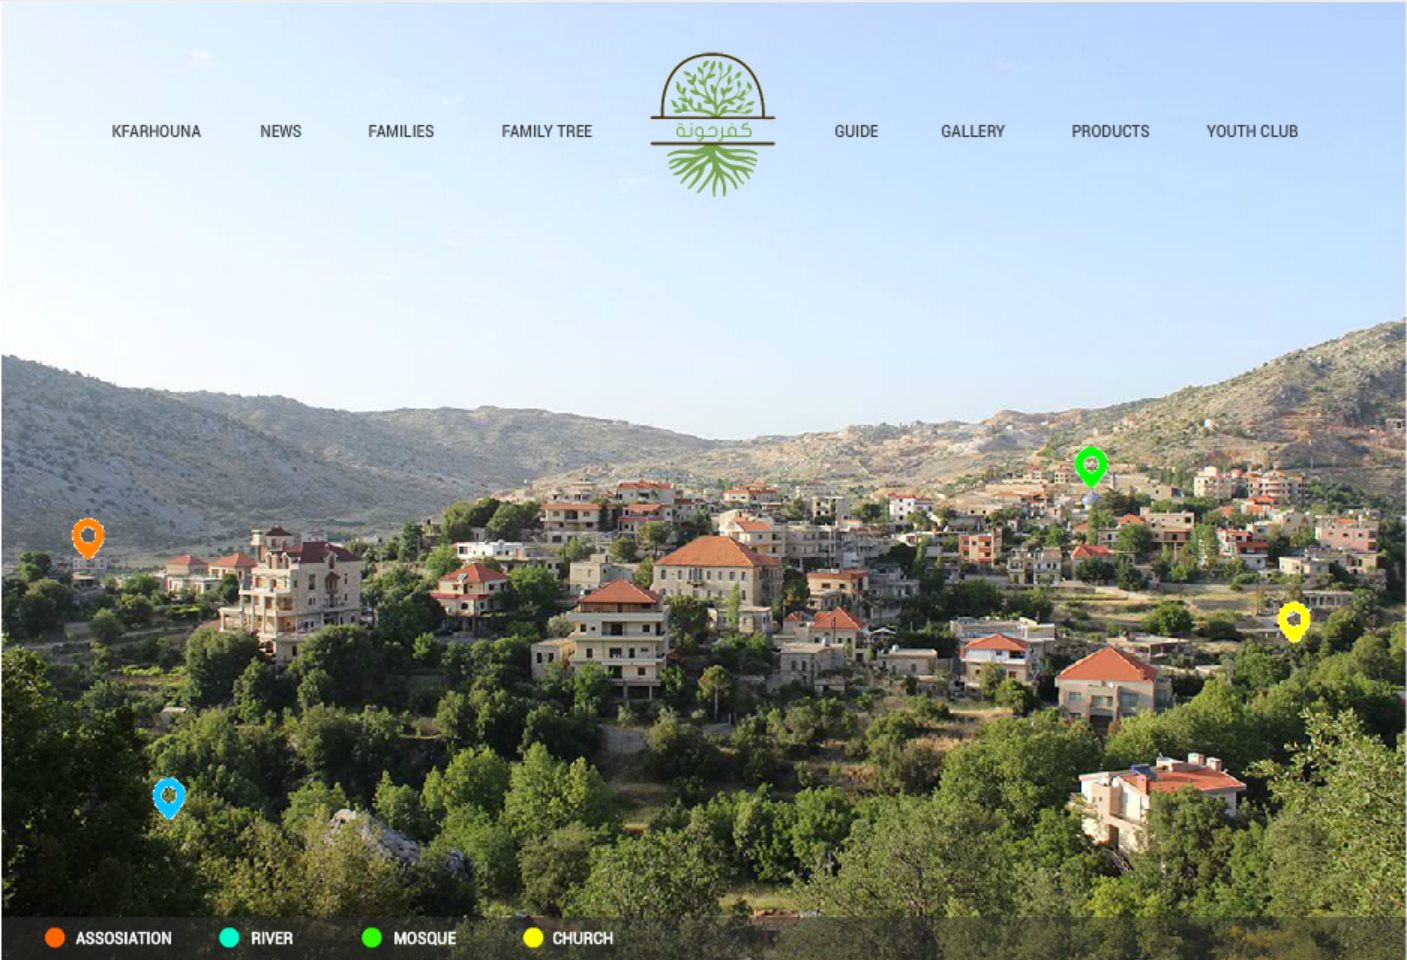 KFARHOUNA NEWS FAMILIES FAMILY TREE GUIDE GALLERY PRODUCTS YOUTH CLUB
كفرحونة
ASSOSIATION RIVER MOSQUE CHURCH